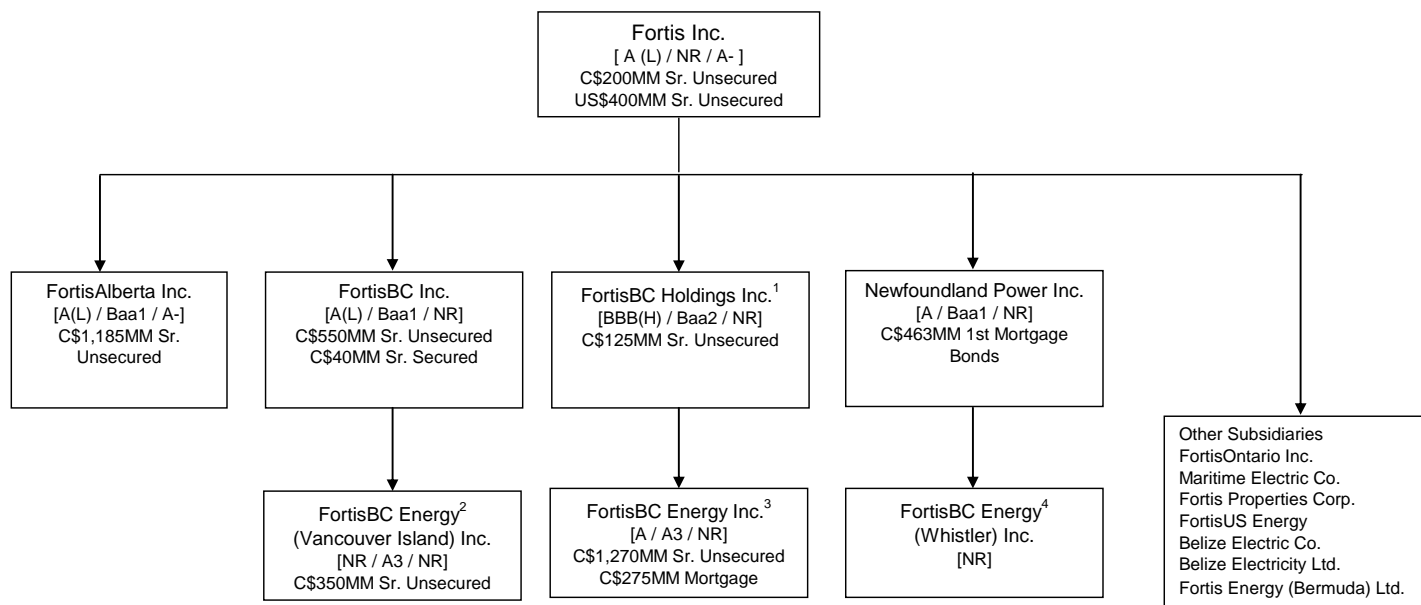 Fortis Inc.
[ A (L) / NR / A- ]
C$200MM Sr. Unsecured
US$400MM Sr. Unsecured
FortisAlberta Inc.
[A(L) / Baa1 / A-]
C$1,185MM Sr.
Unsecured
FortisBC Inc.
[A(L) / Baa1 / NR]
C$550MM Sr. Unsecured
C$40MM Sr. Secured
FortisBC Holdings Inc.1
[BBB(H) / Baa2 / NR]
C$125MM Sr. Unsecured
Newfoundland Power Inc.
[A / Baa1 / NR]
C$463MM 1st Mortgage
Bonds
FortisBC Energy2
(Vancouver Island) Inc.
[NR / A3 / NR]
C$350MM Sr. Unsecured
FortisBC Energy Inc.3
[A / A3 / NR]
C$1,270MM Sr. Unsecured
C$275MM Mortgage
FortisBC Energy4
(Whistler) Inc.
[NR]
Other Subsidiaries
FortisOntario Inc.
Maritime Electric Co.
Fortis Properties Corp.
FortisUS Energy
Belize Electric Co.
Belize Electricity Ltd.
Fortis Energy (Bermuda) Ltd.